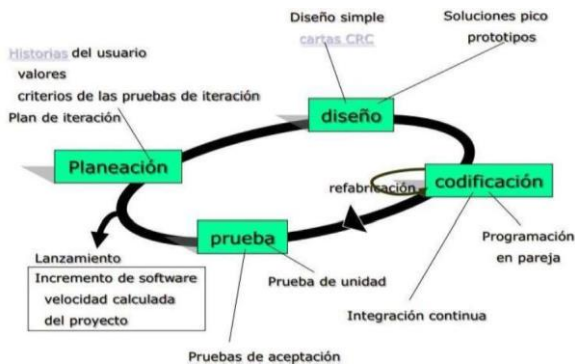 Diseño simple
cartas CRC
Soluciones pico
prototipos
Historias del usuario
valores
criterios de las pruebas de iteración
Plan de iteración
diseño
Planeación
refabricación
codificación
prueba
Programación
en pareja
Lanzamiento
Incremento de software
velocidad calculada
del proyecto
Prueba de unidad
Integración continua
Pruebas de aceptación